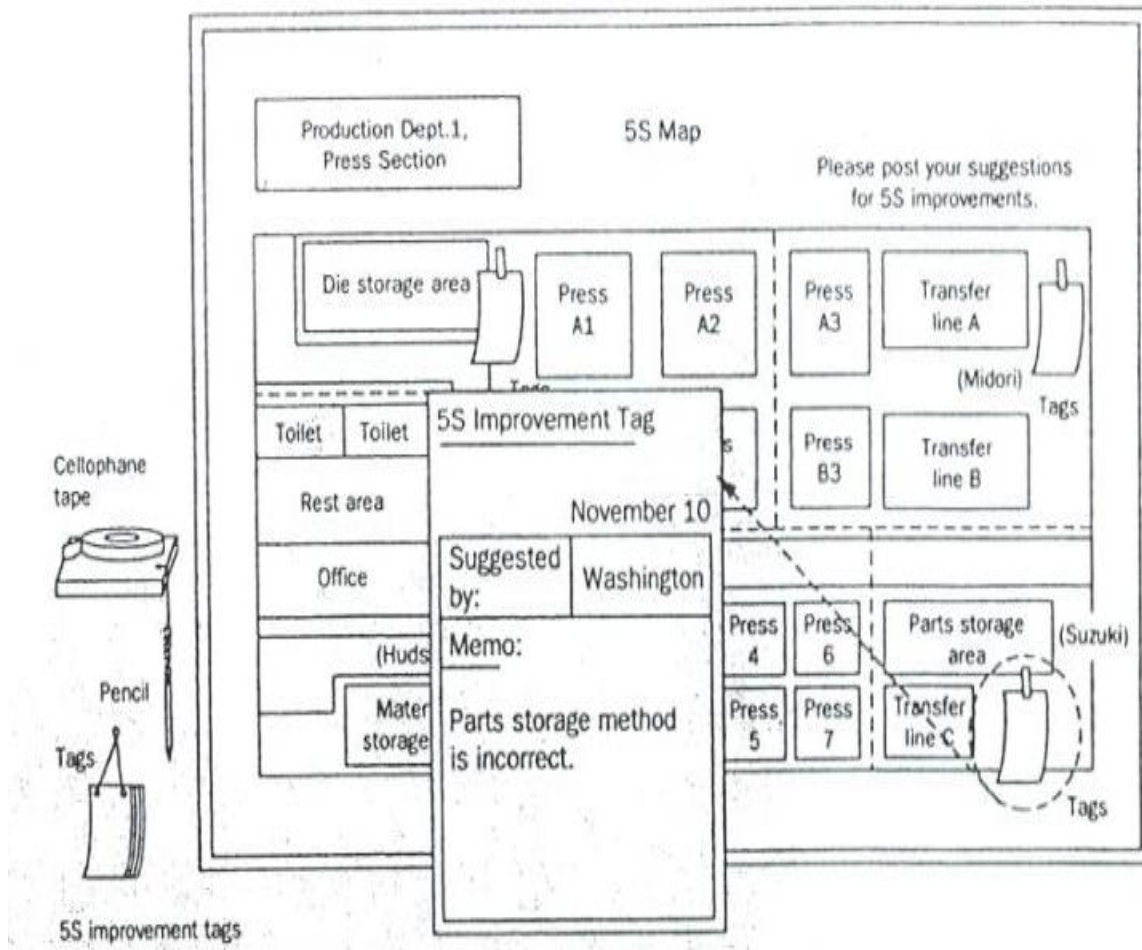 Production Dept.1,
Press Section
5S Map
Please post your suggestions
for 5S improvements.
Die storage area
Press
A1
Press
A2
Press
A3
Transfer
line A
(Midori)
Tags
Toilet
Toilet
Rest area
Office
Press
B3
Transfer
line B
(Huds
Mater
storage
Press
4
Press
6
Press
5
Press
7
Parts storage
area
(Suzuki)
Transfer
line C
Tags
5S Improvement Tag
November 10
Suggested
by:
Washington
Memo:
Parts storage method
is incorrect.
Cellophane
tape
Pencil
Tags
5S improvement tags